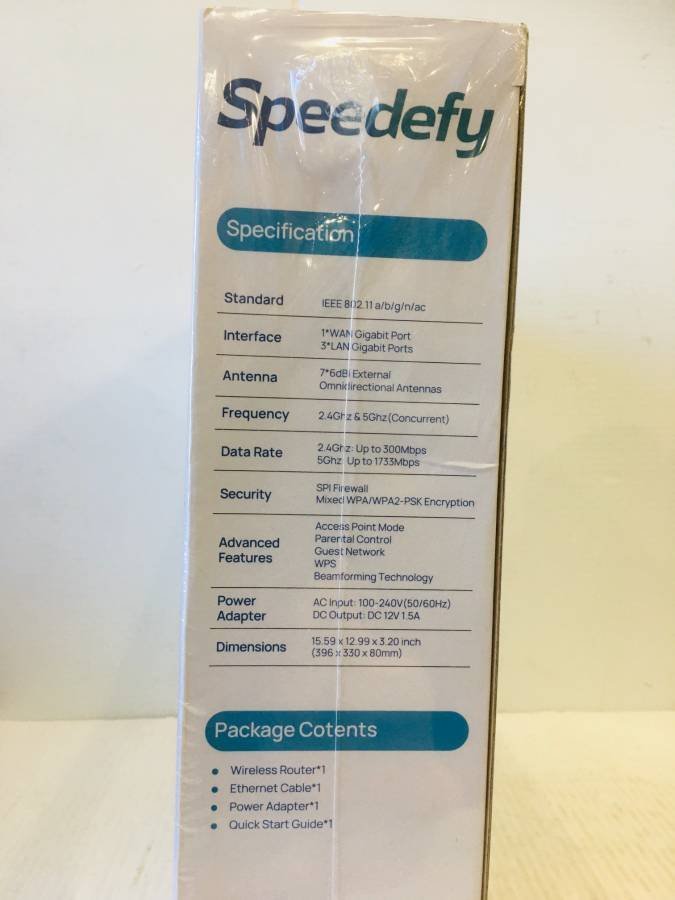 Speedefy
Specification
Standard
IEEE 802.11 a/b/g/n/ac
Interface
1*WAN Gigabit Port
3*LAN Gigabit Ports
Antenna
7*6dBi External
Omnidirectional Antennas
Frequency
2.4Ghz & 5Ghz(Concurrent)
Data Rate
2.4Ghz: Up to 300Mbps
5Ghz: Up to 1733Mbps
Security
SPI Firewall
Mixed WPA/WPA2-PSK Encryption
Advanced
Features
Access Point Mode
Parental Control
Guest Network
WPS
Beamforming Technology
Power
Adapter
AC Input: 100-240V(50/60Hz)
DC Output: DC 12V 1.5A
Dimensions
15.59 x 12.99 x 3.20 inch
(396 x 330 x 80mm)
Package Cotents
• Wireless Router*1
• Ethernet Cable*1
• Power Adapter*1
• Quick Start Guide*1